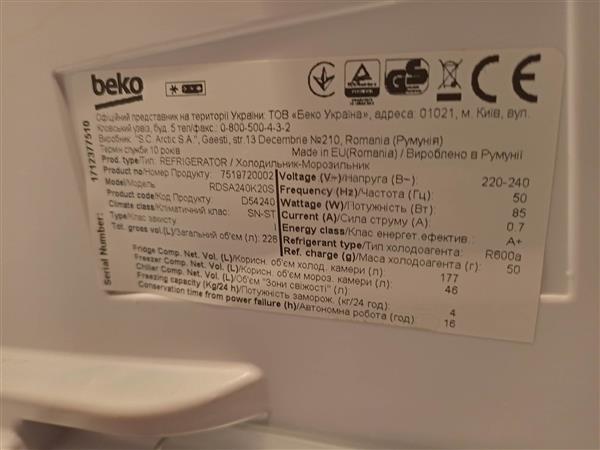 beko
Офіційний представник на території України: ТОВ «Беко Україна», адреса: 01021, м. Київ, вул.
Кловський узвіз, буд. 5 тел/факс: 0-800-500-4-3-2
Виробник: "S.C. Arctic S.A.", Gaesti, str.13 Decembrie №210, Romania (Румунія)
Термін служби 10 років
Made in EU(Romania) / Вироблено в Румунії
Prod. type/Тип: REFRIGERATOR / Холодильник-Морозильник
Product no/Номер Продукту: 7519720002
Model/Модель: RDSA240K20S
Product code/Код Продукту: D54240
Climate class/Кліматичний клас: SN-ST
Type/Клас захисту I
Tot. gross vol.(L)/Загальний об'єм (л): 226
Voltage (V~)/Напруга (В~): 220-240
Frequency (Hz)/Частота (Гц): 50
Wattage (W)/Потужність (Вт): 85
Current (A)/Сила струму (А): 0.7
Energy class/Клас енергет.ефектив.: A+
Refrigerant type/Тип холодоагента: R600a
Ref. charge (g)/Маса холодоагента (г): 50
Fridge Comp. Net. Vol. (L)/Корисн. об'єм холод. камери (л): 177
Freezer Comp. Net. Vol. (L)/Корисн. об'єм мороз. камери (л): 46
Chiller Comp. Net. Vol. (L)/Об'єм "Зони свіжості" (л):
Freezing capacity (Kg/24 h)/Потужність заморож. (кг/24 год): 4
Conservation time from power failure (h)/Автономна робота (год): 16
Serial Number: 1712377510